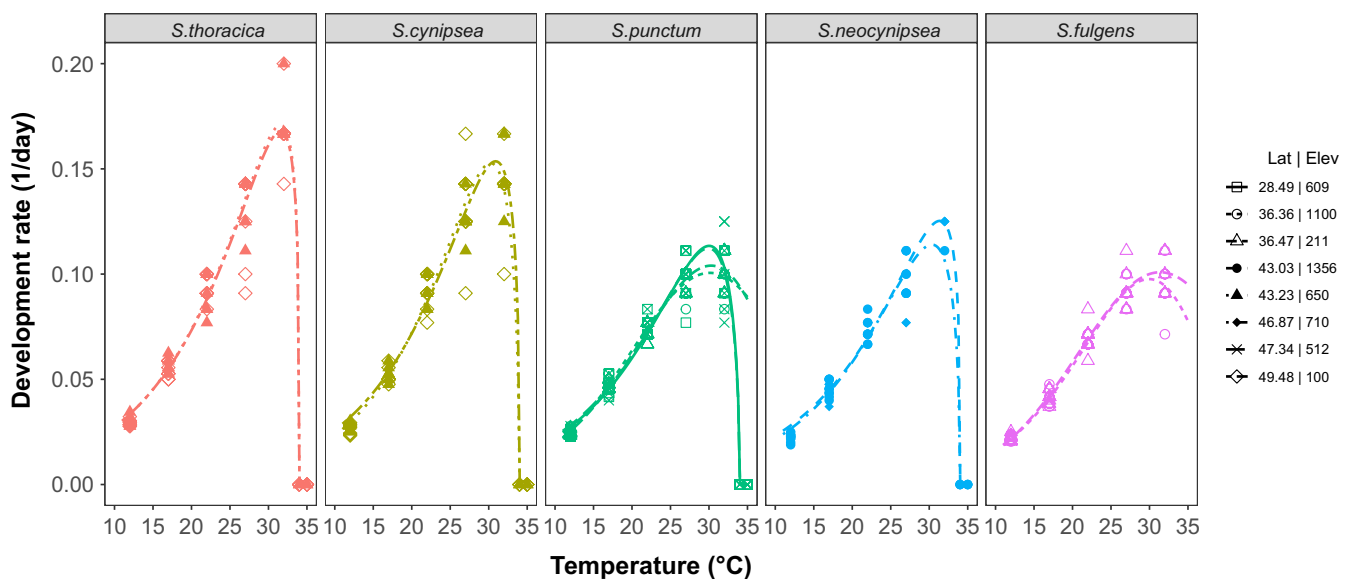 S.thoracica S.cynipsea S.punctum S.neocynipsea S.fulgens
0.20
0.15
0.10
0.05
0.00
Development rate (1/day)
10 15 20 25 30 35 10 15 20 25 30 35 10 15 20 25 30 35 10 15 20 25 30 35 10 15 20 25 30 35
Temperature (°C)
Lat | Elev
28.49 | 609
36.36 | 1100
36.47 | 211
43.03 | 1356
43.23 | 650
46.87 | 710
47.34 | 512
49.48 | 100